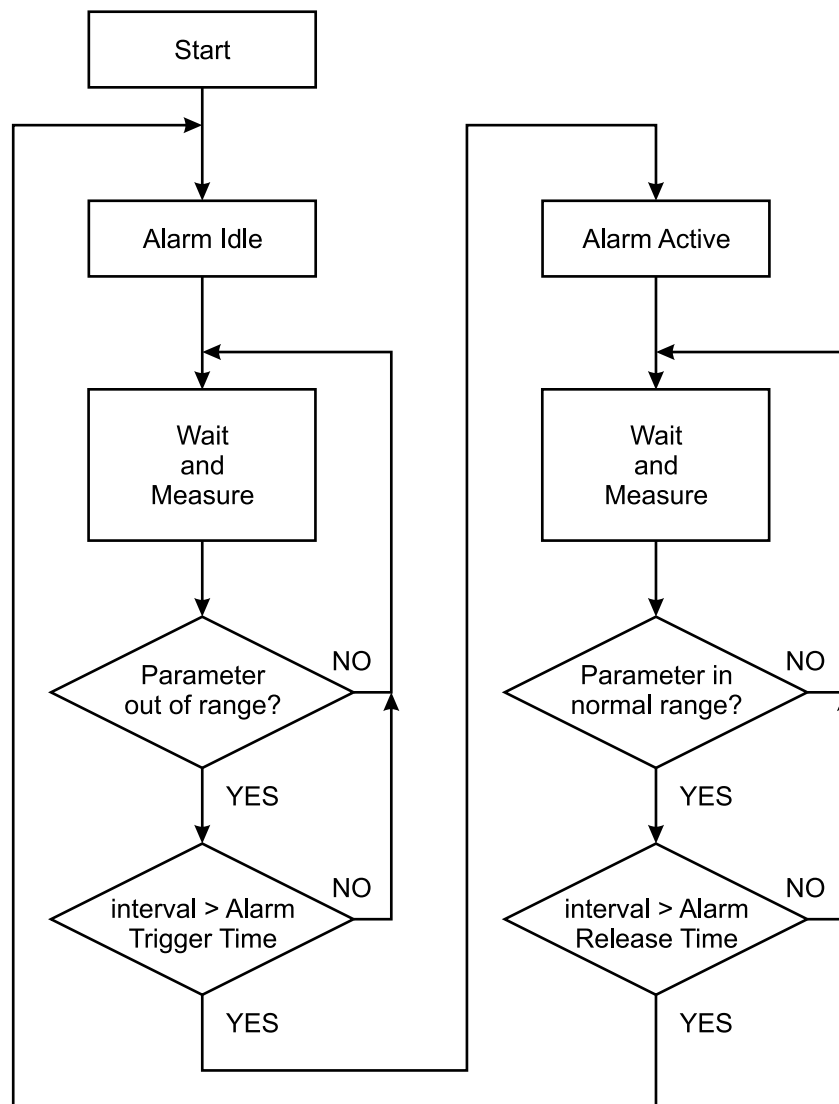 Start
Alarm Idle
Wait
and
Measure
Parameter
out of range?
NO
YES
interval > Alarm
Trigger Time
NO
YES
Alarm Active
Wait
and
Measure
Parameter in
normal range?
NO
YES
interval > Alarm
Release Time
NO
YES